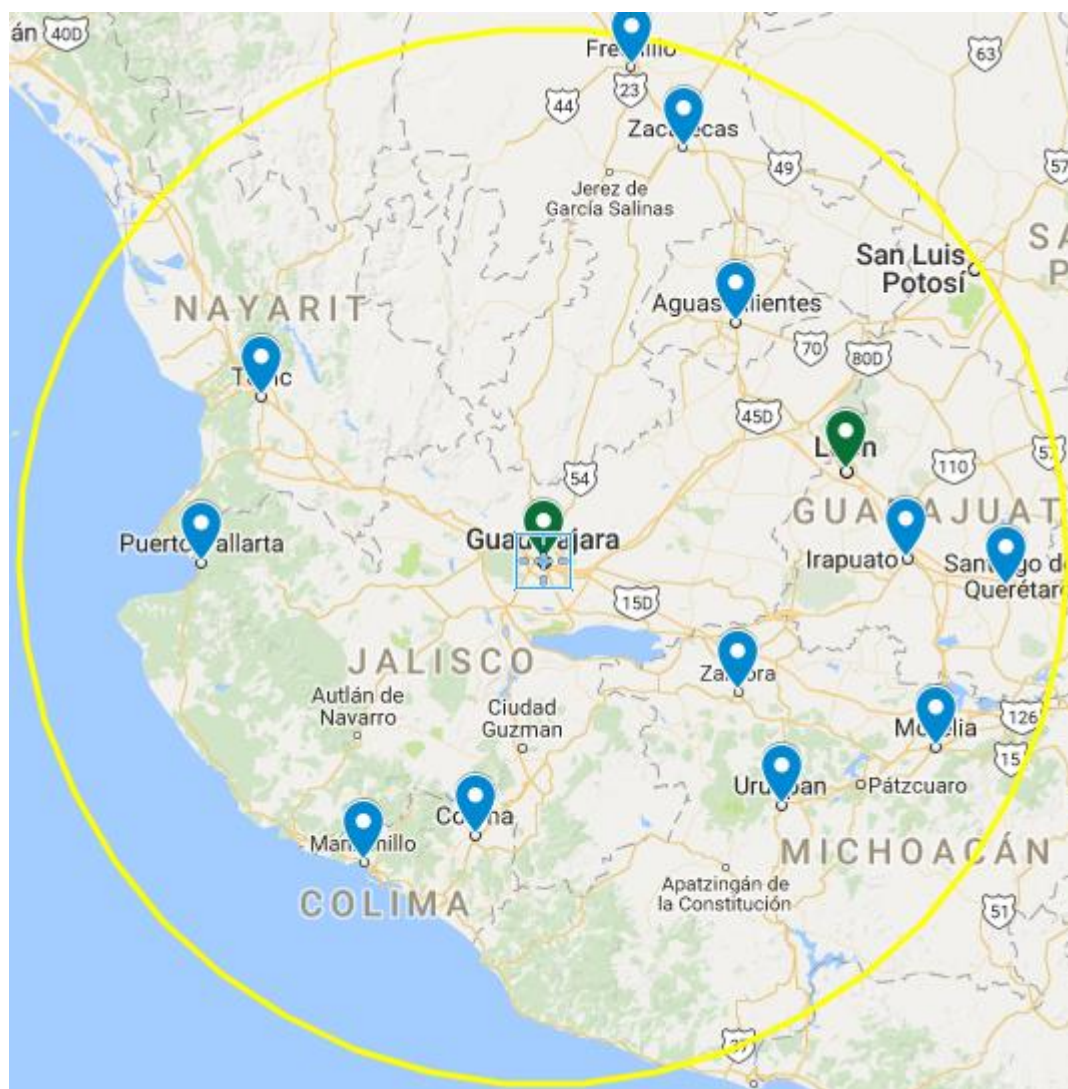 án
40D
Fresnillo
63
23
44
Zacatecas
49
57
Jerez de
García Salinas
San Luis
Potosí
SA
P
NAYARIT
Aguascalientes
Tepic
70
80D
45D
León
54
110
57
GUANAJUAT
Puerto Vallarta
Guadalajara
Irapuato
Santiago de
Querétaro
15D
JALISCO
Zamora
Autlán de
Navarro
Ciudad
Guzman
Morelia
126
15
Uruapan
Pátzcuaro
Colima
Manzanillo
MICHOACÁN
COLIMA
Apatzingán de
la Constitución
51
37